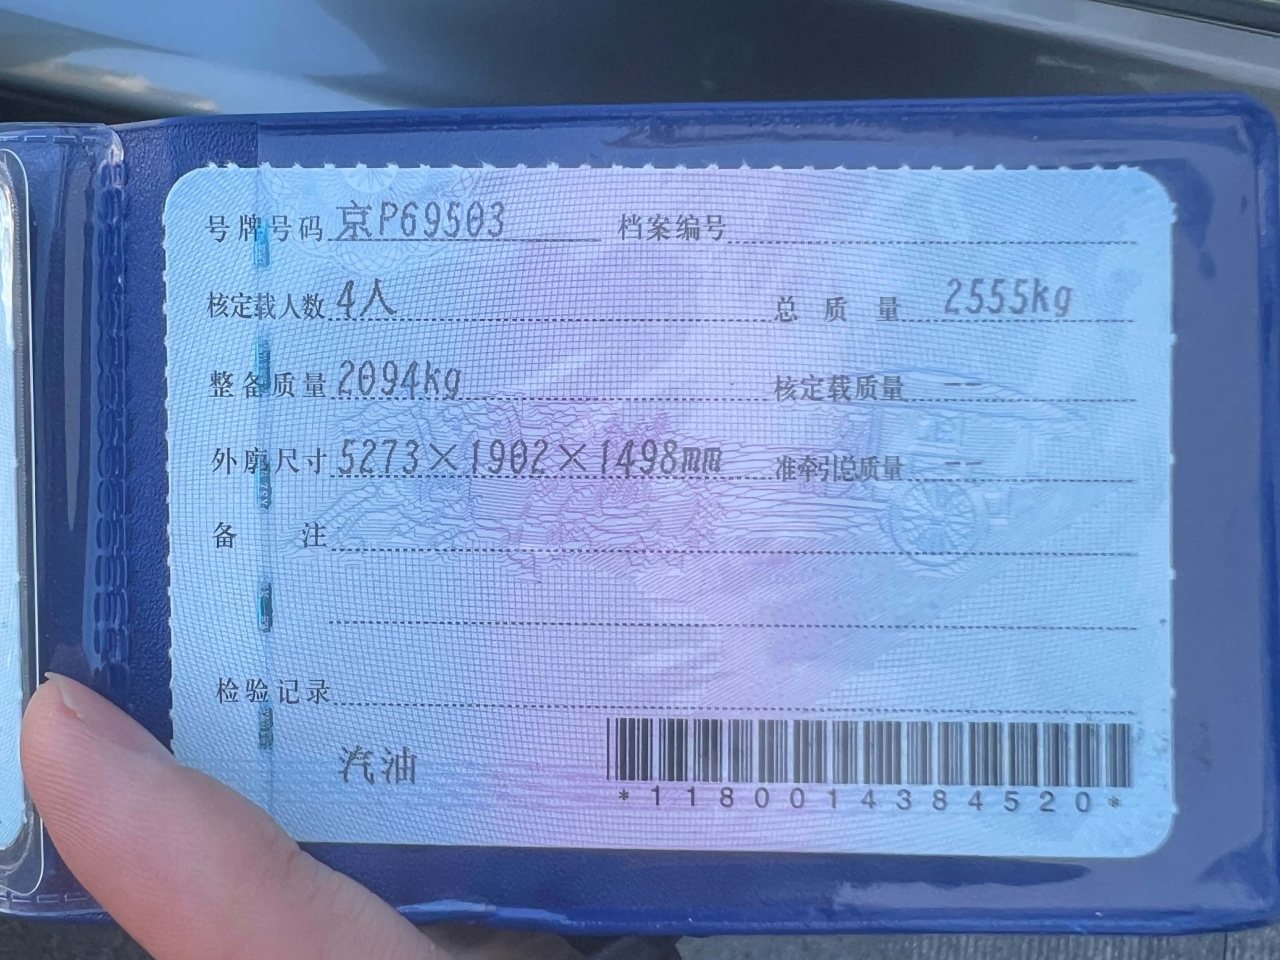 号牌号码 京P69503 档案编号
核定载人数 4人 总质量 2555kg
整备质量 2094kg 核定载质量 --
外廓尺寸 5273×1902×1498mm 准牵引总质量 --
备注
检验记录
汽油
*1180014384520*